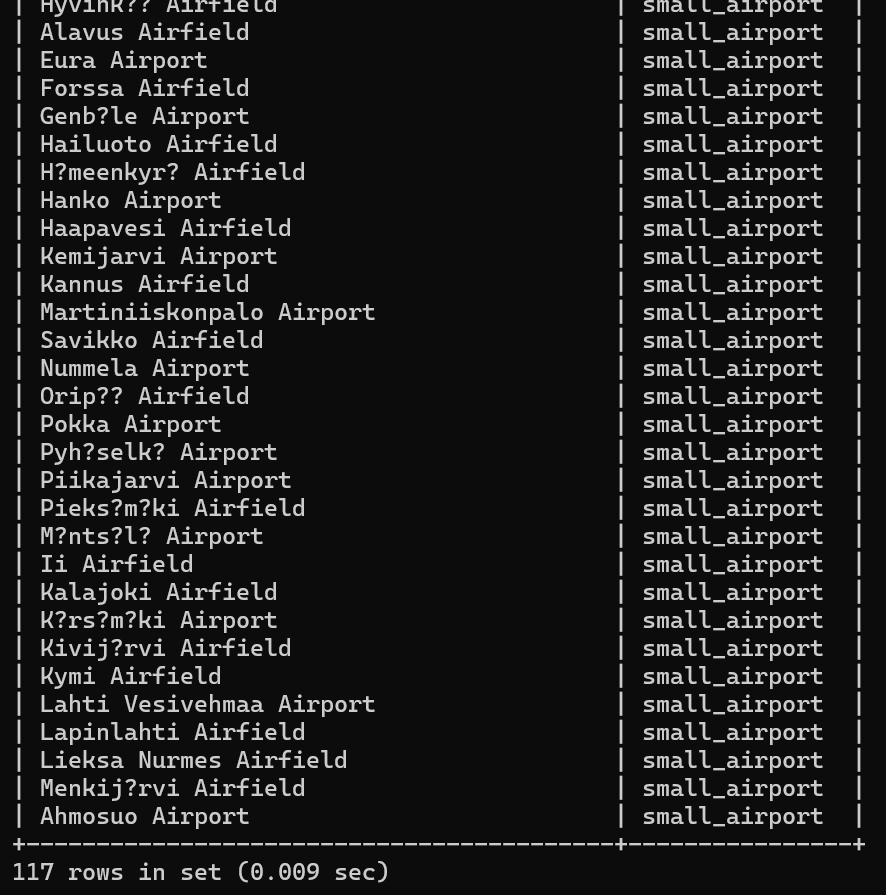 | Hyvink?? Airfield | small_airport |
| Alavus Airfield | small_airport |
| Eura Airport | small_airport |
| Forssa Airfield | small_airport |
| Genb?le Airport | small_airport |
| Hailuoto Airfield | small_airport |
| H?meenkyr? Airfield | small_airport |
| Hanko Airport | small_airport |
| Haapavesi Airfield | small_airport |
| Kemijarvi Airport | small_airport |
| Kannus Airfield | small_airport |
| Martiniiskonpalo Airport | small_airport |
| Savikko Airfield | small_airport |
| Nummela Airport | small_airport |
| Orip?? Airfield | small_airport |
| Pokka Airport | small_airport |
| Pyh?selk? Airport | small_airport |
| Piikajarvi Airport | small_airport |
| Pieks?m?ki Airfield | small_airport |
| M?nts?l? Airport | small_airport |
| Ii Airfield | small_airport |
| Kalajoki Airfield | small_airport |
| K?rs?m?ki Airport | small_airport |
| Kivij?rvi Airfield | small_airport |
| Kymi Airfield | small_airport |
| Lahti Vesivehmaa Airport | small_airport |
| Lapinlahti Airfield | small_airport |
| Lieksa Nurmes Airfield | small_airport |
| Menkij?rvi Airfield | small_airport |
| Ahmosuo Airport | small_airport |
+------------------------------------------+----------------+
117 rows in set (0.009 sec)